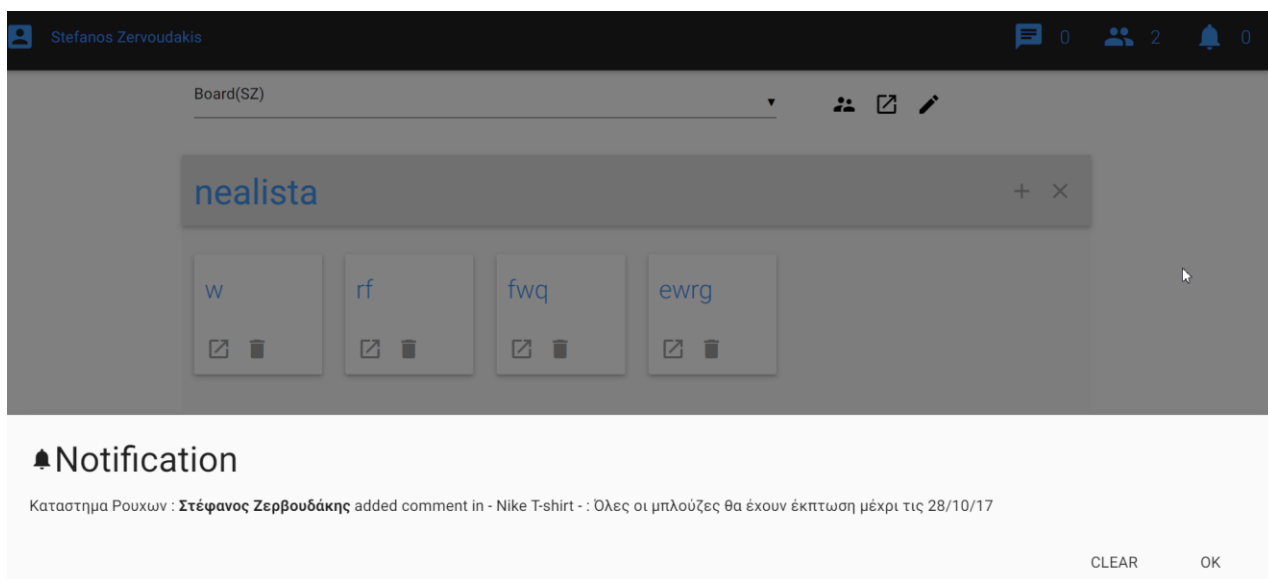 Stefanos Zervoudakis 0 2 0
Board(SZ)
nealista
w rf fwq ewrg
Notification
Καταστημα Ρουχων : Στέφανος Ζερβουδάκης added comment in - Nike T-shirt - : Όλες οι μπλούζες θα έχουν έκπτωση μέχρι τις 28/10/17
CLEAR OK